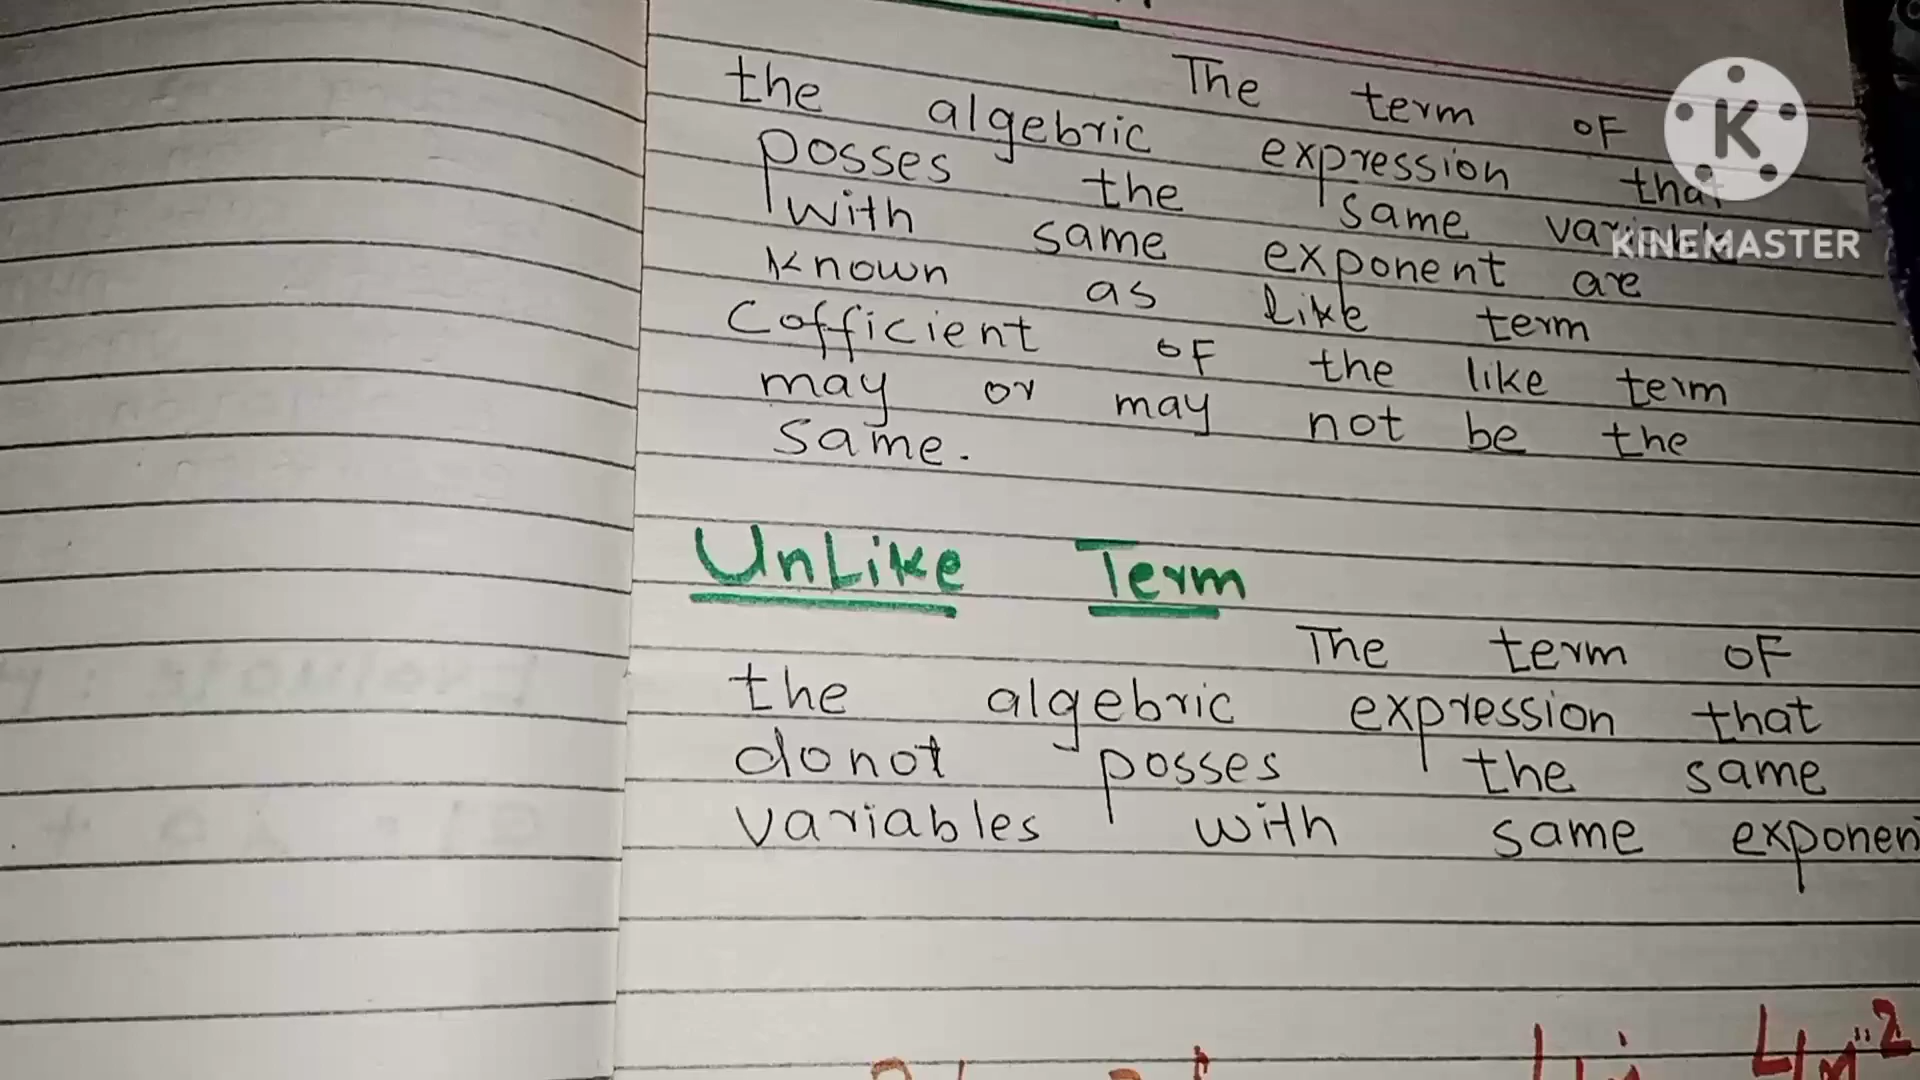 The term oF
the algebric expression that
posses the same variable
with same exponent are
known as like term
Cofficient oF the like term
may or may not be the
same.
UnLike Term
The term oF
the algebric expression that
donot posses the same
variables with same exponen
K
KINEMASTER